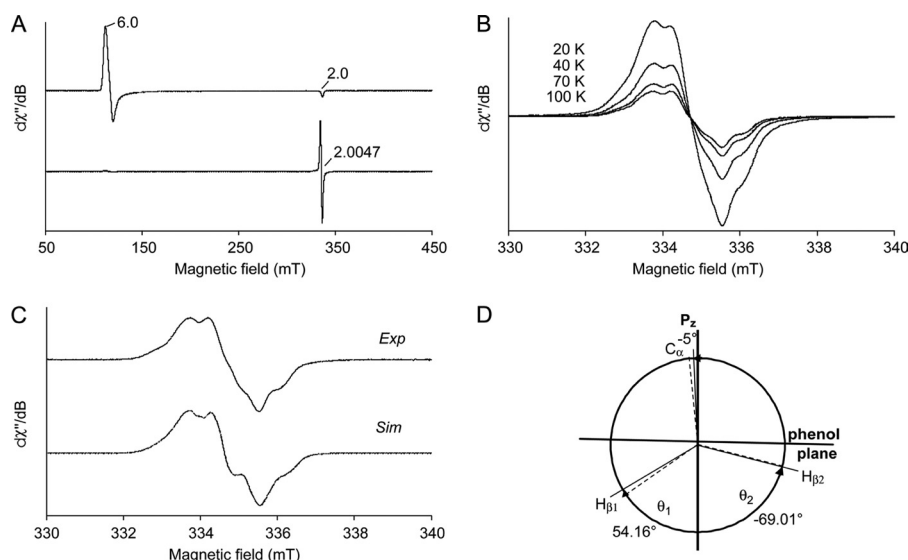 A
6.0
2.0
2.0047
dχ''/dB
50 150 250 350 450
Magnetic field (mT)
B
20 K
40 K
70 K
100 K
dχ''/dB
330 332 334 336 338 340
Magnetic field (mT)
C
Exp
Sim
dχ''/dB
330 332 334 336 338 340
Magnetic field (mT)
D
Pz
-5°
Cα
phenol
plane
Hβ1
Hβ2
θ1
θ2
54.16°
-69.01°